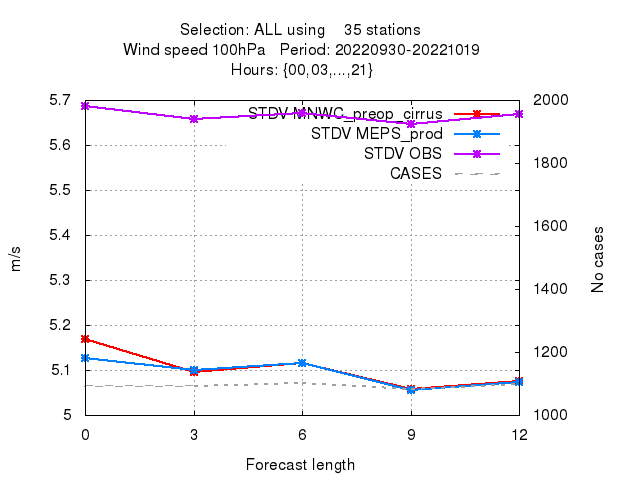 Selection: ALL using    35 stations
Wind speed 100hPa   Period: 20220930-20221019
Hours: {00,03,...,21}
STDV MNWC_preop_cirrus
STDV MEPS_prod
STDV OBS
CASES
5.7
5.6
5.5
5.4
5.3
5.2
5.1
5
2000
1800
1600
1400
1200
1000
m/s
No cases
0 3 6 9 12
Forecast length